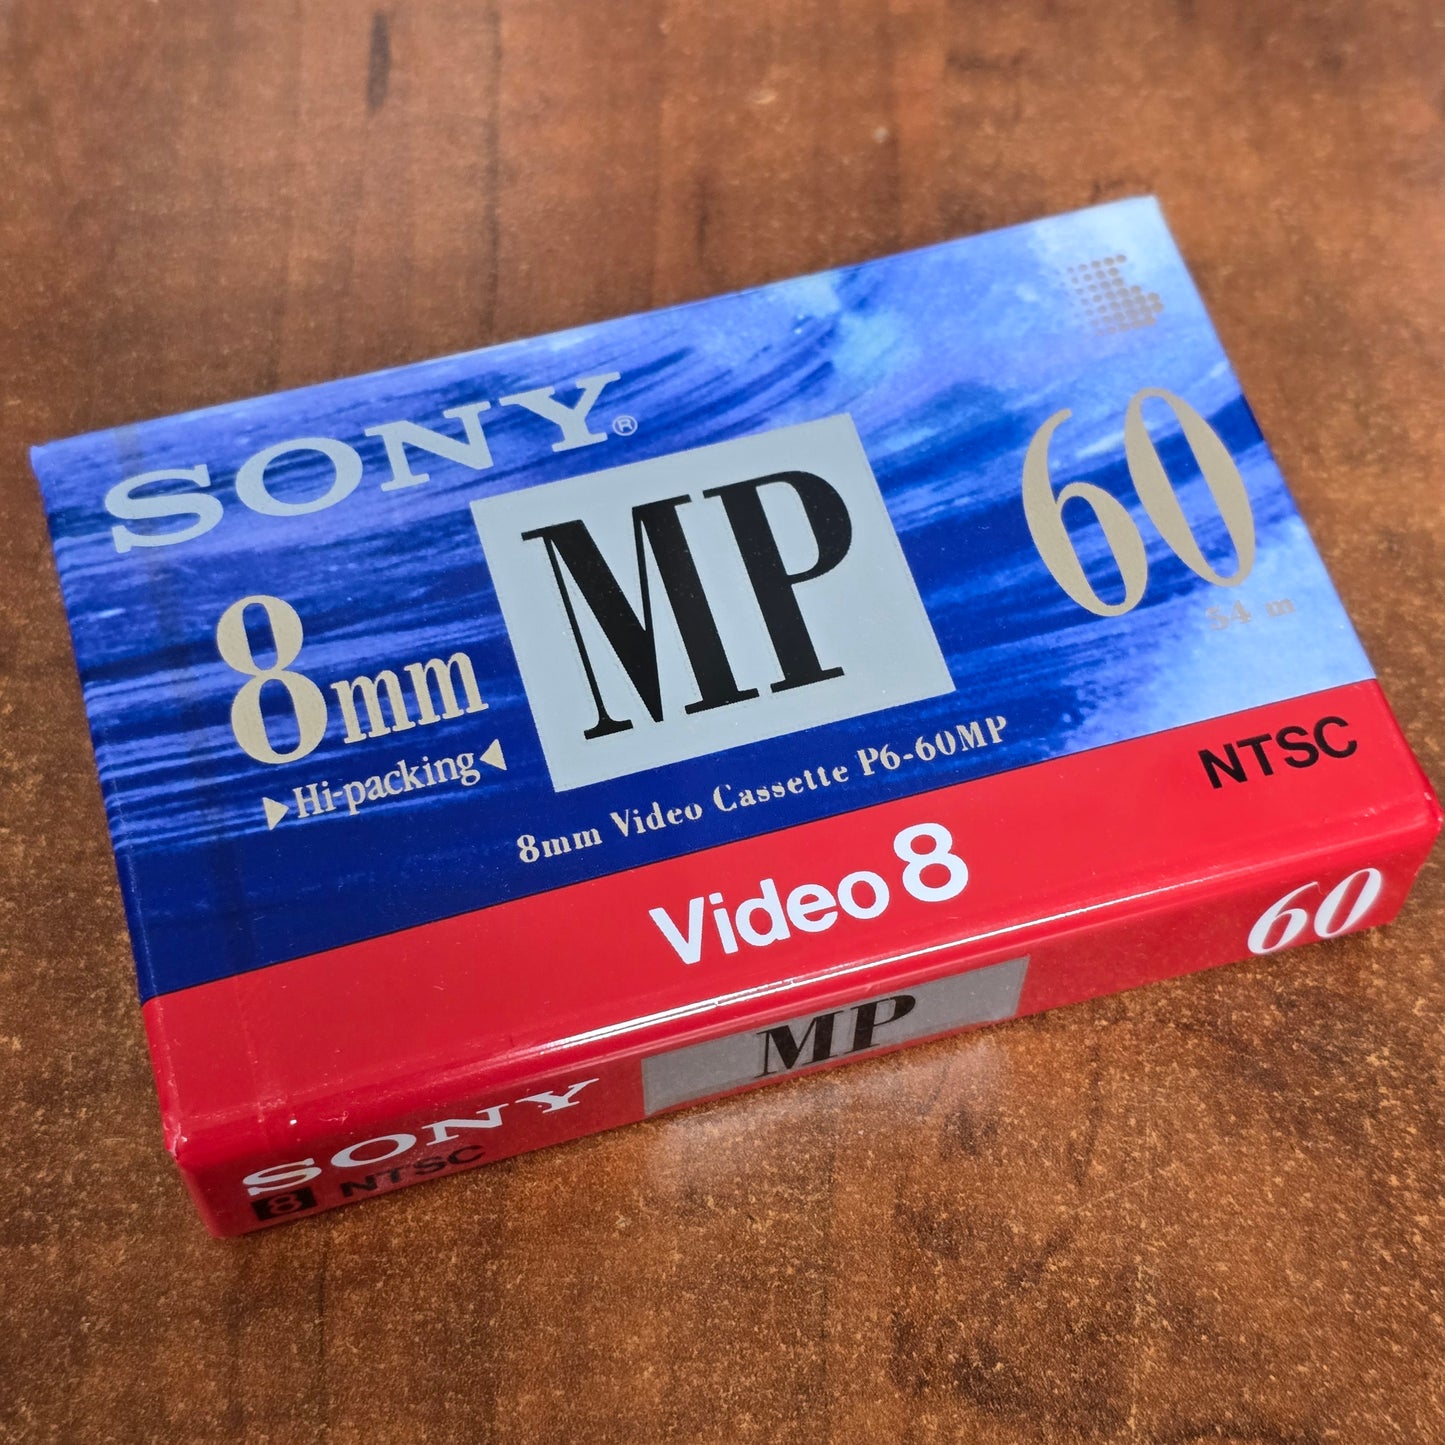 SONY®
8mm
▶Hi-packing◀
MP
60
54 m
8mm Video Cassette P6-60MP
NTSC
Video 8
SONY
8 NTSC
MP
60